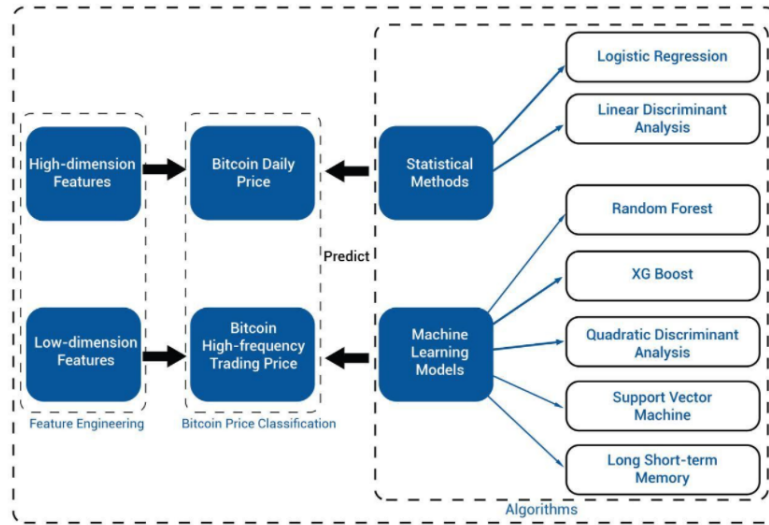 High-dimension
Features
Low-dimension
Features
Feature Engineering
Bitcoin Daily
Price
Bitcoin
High-frequency
Trading Price
Bitcoin Price Classification
Predict
Statistical
Methods
Machine
Learning
Models
Logistic Regression
Linear Discriminant
Analysis
Random Forest
XG Boost
Quadratic Discriminant
Analysis
Support Vector
Machine
Long Short-term
Memory
Algorithms